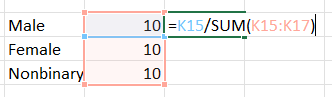 Male 10 =K15/SUM(K15:K17)
Female 10
Nonbinary 10